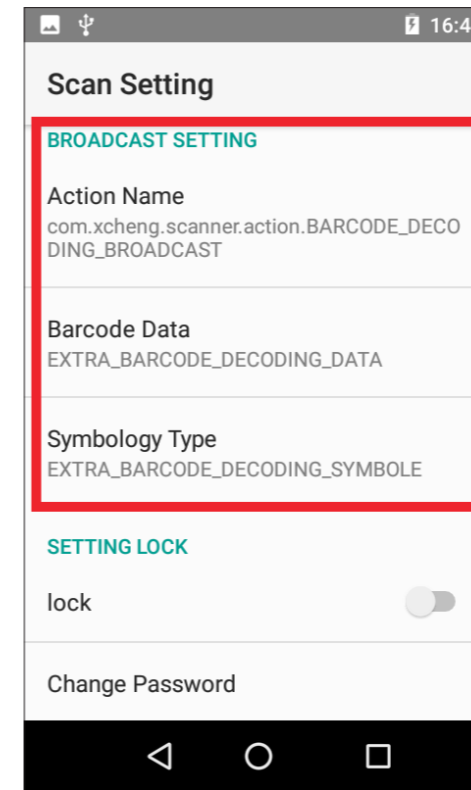 16:4
Scan Setting
BROADCAST SETTING
Action Name
com.xcheng.scanner.action.BARCODE_DECO
DING_BROADCAST
Barcode Data
EXTRA_BARCODE_DECODING_DATA
Symbology Type
EXTRA_BARCODE_DECODING_SYMBOLE
SETTING LOCK
lock
Change Password